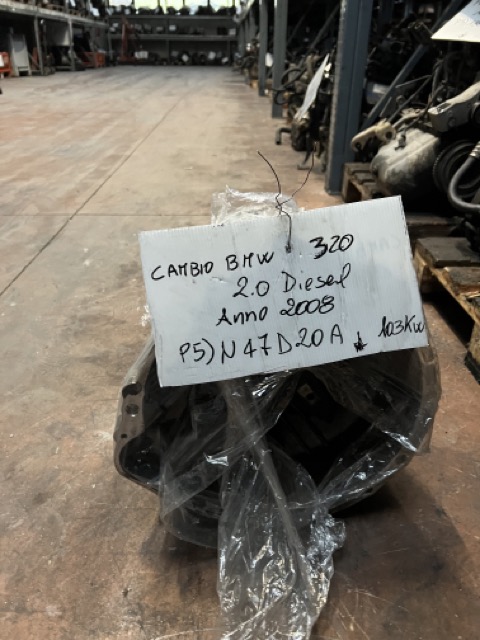 CAMBIO BMW 320
2.0 Diesel
Anno 2008
P5) N47D20A ↓ 103Kw